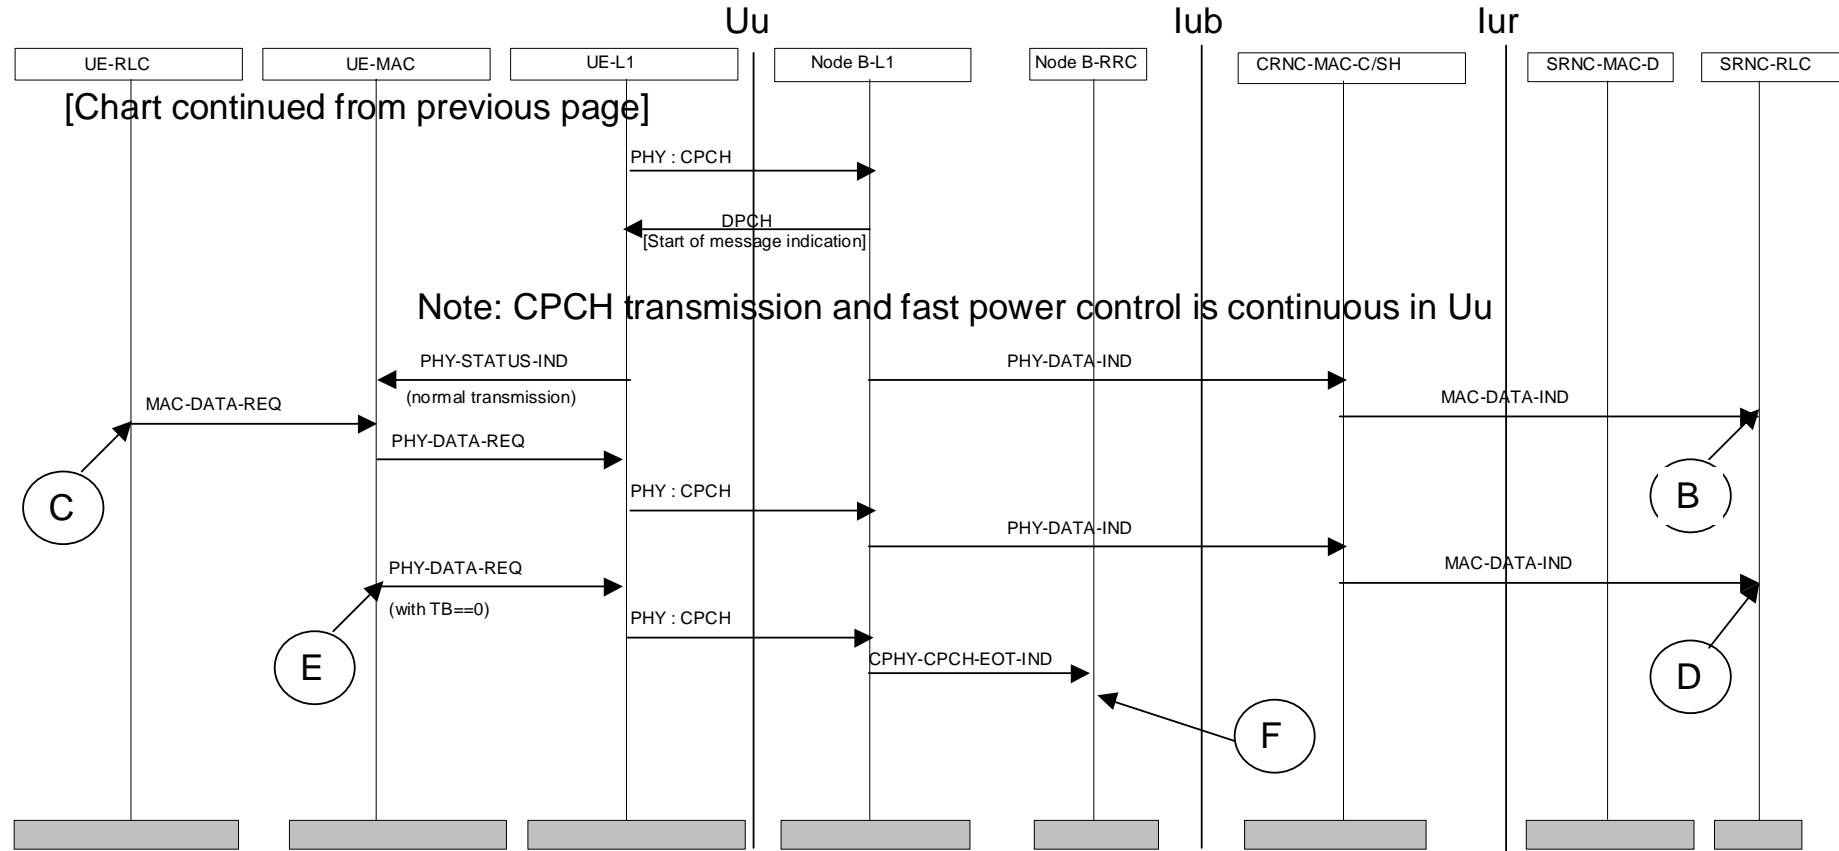 Uu Iub Iur
UE-RLC UE-MAC UE-L1 Node B-L1 Node B-RRC CRNC-MAC-C/SH SRNC-MAC-D SRNC-RLC
[Chart continued from previous page]
PHY : CPCH
DPCH
[Start of message indication]
Note: CPCH transmission and fast power control is continuous in Uu
PHY-STATUS-IND PHY-DATA-IND
(normal transmission)
MAC-DATA-REQ MAC-DATA-IND
PHY-DATA-REQ
C PHY : CPCH B
PHY-DATA-IND
PHY-DATA-REQ MAC-DATA-IND
(with TB==0)
PHY : CPCH
E CPHY-CPCH-EOT-IND D
F